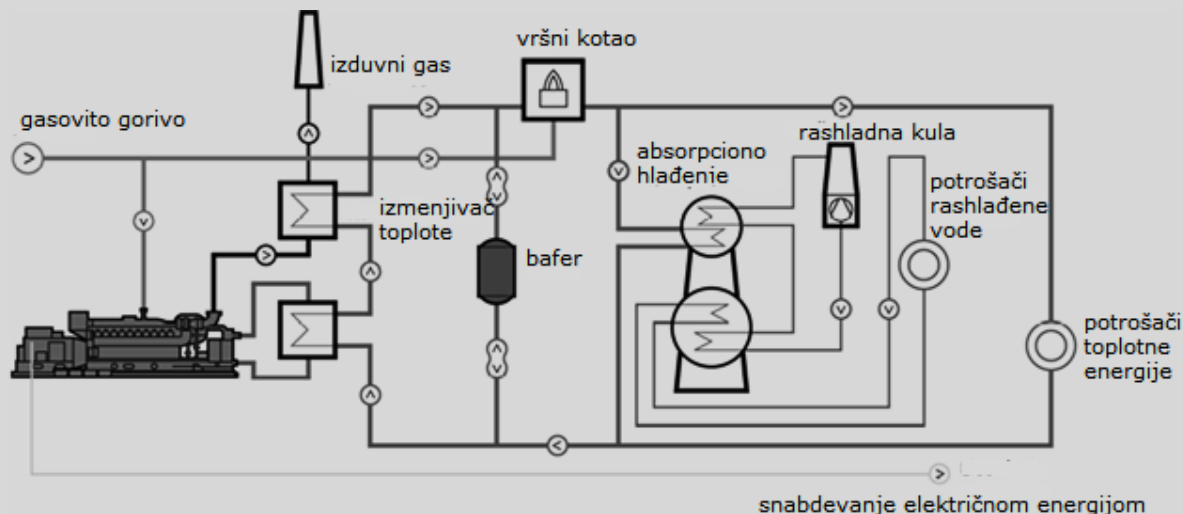 vršni kotao
izduvni gas
gasovito gorivo
rashladna kula
absorpciono
hlađenje
potrošači
rashlađene
vode
izmenjivač
toplote
bafer
potrošači
toplotne
energije
snabdevanje električnom energijom